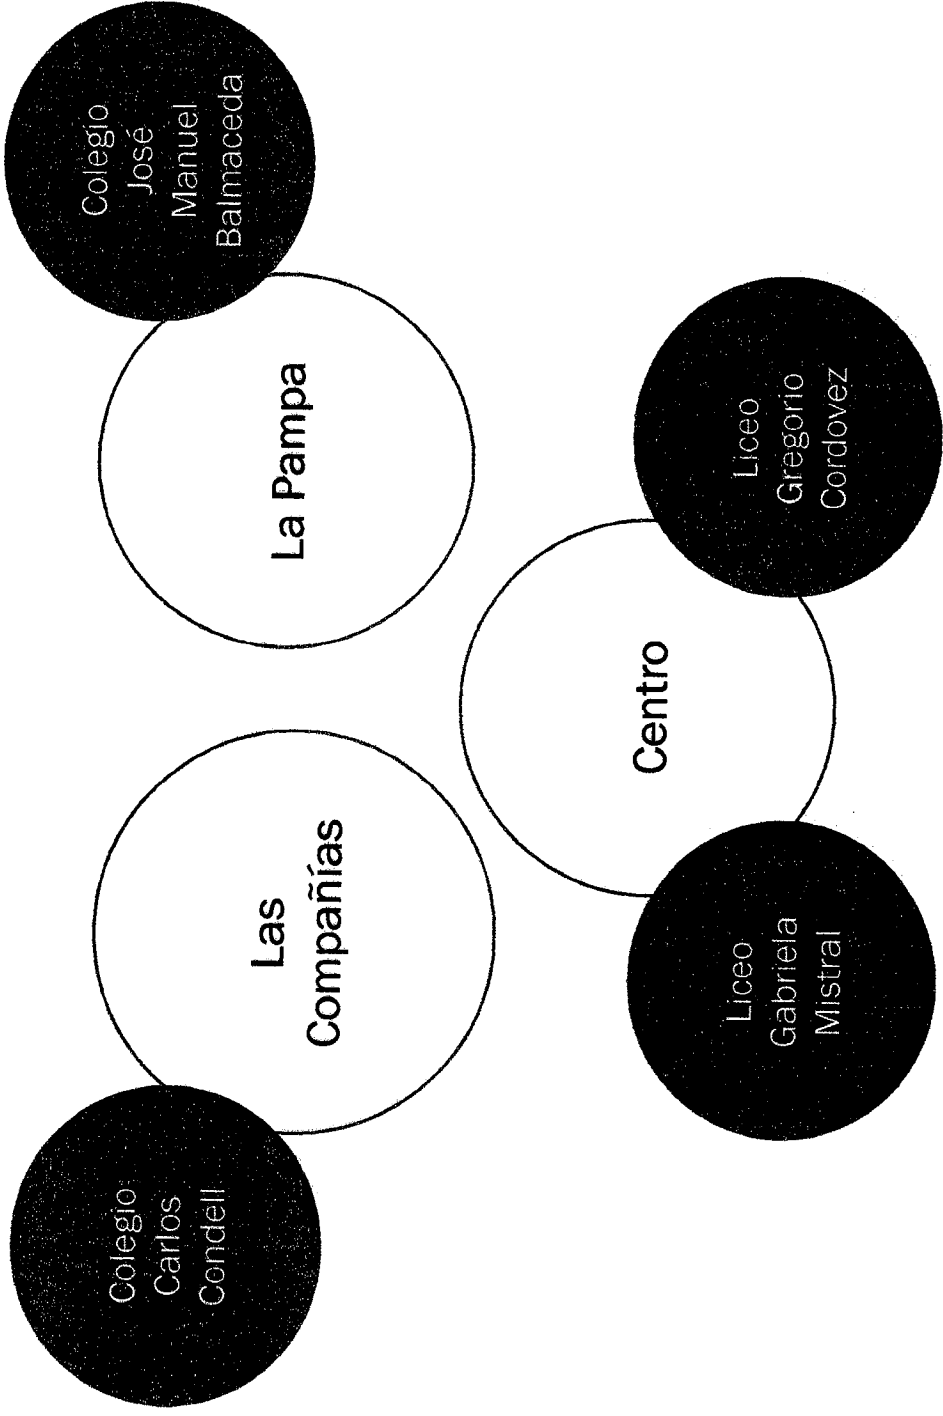 Colegio
Carlos
Condell
Las
Compañías
La Pampa
Colegio
José
Manuel
Balmaceda
Liceo
Gabriela
Mistral
Centro
Liceo
Gregorio
Cordovez